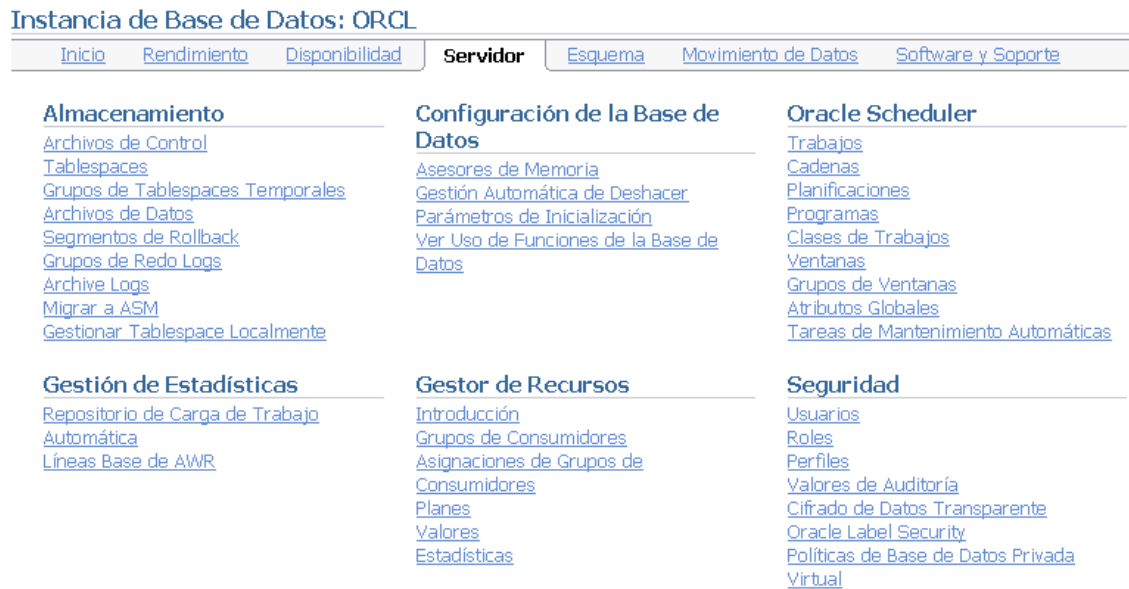 Instancia de Base de Datos: ORCL
Inicio Rendimiento Disponibilidad Servidor Esquema Movimiento de Datos Software y Soporte
Almacenamiento
Archivos de Control
Tablespaces
Grupos de Tablespaces Temporales
Archivos de Datos
Segmentos de Rollback
Grupos de Redo Logs
Archive Logs
Migrar a ASM
Gestionar Tablespace Localmente
Configuración de la Base de
Datos
Asesores de Memoria
Gestión Automática de Deshacer
Parámetros de Inicialización
Ver Uso de Funciones de la Base de
Datos
Oracle Scheduler
Trabajos
Cadenas
Planificaciones
Programas
Clases de Trabajos
Ventanas
Grupos de Ventanas
Atributos Globales
Tareas de Mantenimiento Automáticas
Gestión de Estadísticas
Repositorio de Carga de Trabajo
Automática
Líneas Base de AWR
Gestor de Recursos
Introducción
Grupos de Consumidores
Asignaciones de Grupos de
Consumidores
Planes
Valores
Estadísticas
Seguridad
Usuarios
Roles
Perfiles
Valores de Auditoría
Cifrado de Datos Transparente
Oracle Label Security
Políticas de Base de Datos Privada
Virtual